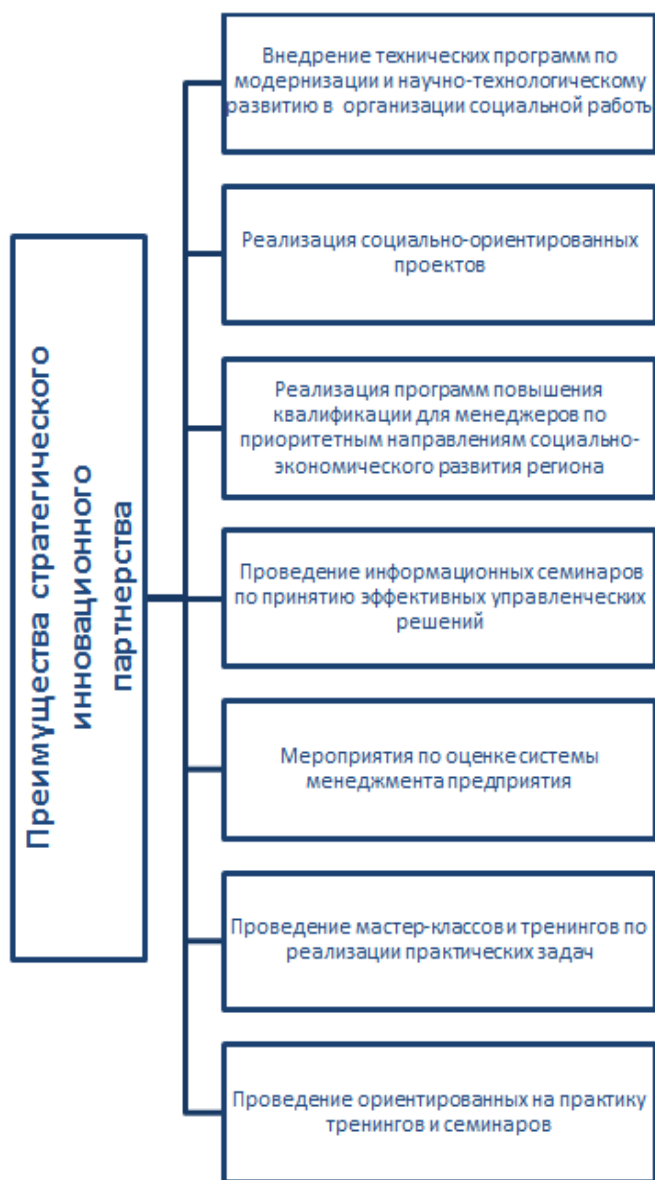 Преимущества стратегического
инновационного
партнерства
Внедрение технических программ по
модернизации и научно-технологическому
развитию в организации социальной работь
Реализация социально-ориентированных
проектов
Реализация программ повышения
квалификации для менеджеров по
приоритетным направлениям социально-
экономического развития региона
Проведение информационных семинаров
по принятию эффективных управленческих
решений
Мероприятия по оценке системы
менеджмента предприятия
Проведение мастер-классов и тренингов по
реализации практических задач
Проведение ориентированных на практику
тренингов и семинаров